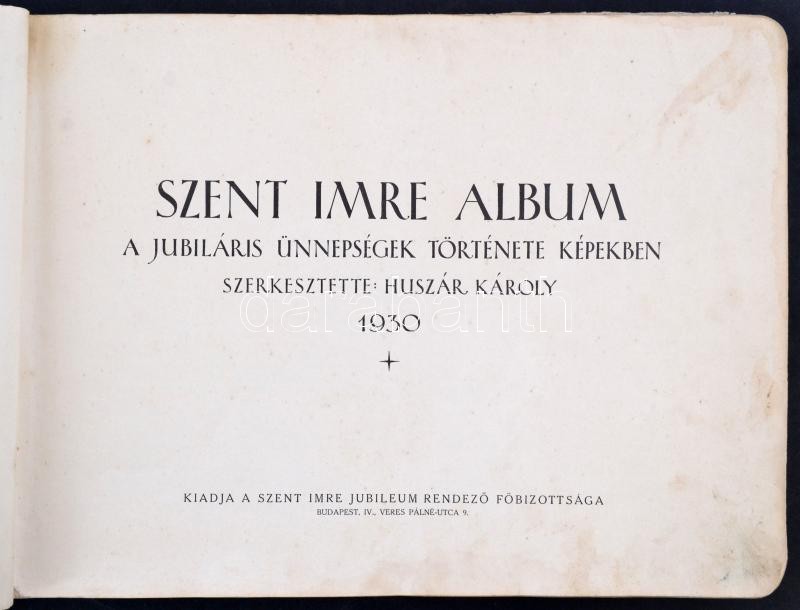 SZENT IMRE ALBUM
A JUBILÁRIS ÜNNEPSÉGEK TÖRTÉNETE KÉPEKBEN
SZERKESZTETTE: HUSZÁR KÁROLY
darabanth
1930
KIADJA A SZENT IMRE JUBILEUM RENDEZŐ FŐBIZOTTSÁGA
BUDAPEST, IV., VERES PÁLNÉ-UTCA 9.